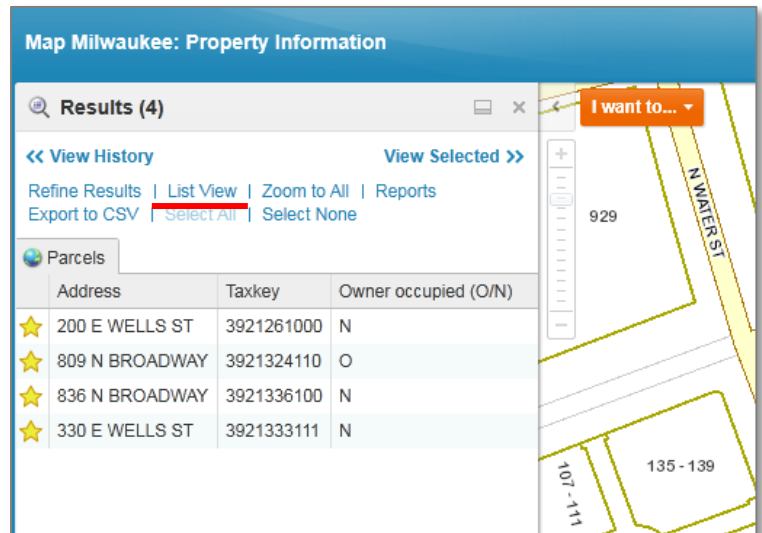 Map Milwaukee: Property Information
Results (4)
I want to...
<< View History
View Selected >>
Refine Results | List View | Zoom to All | Reports
Export to CSV | Select All | Select None
Parcels
Address Taxkey Owner occupied (O/N)
200 E WELLS ST 3921261000 N
809 N BROADWAY 3921324110 O
836 N BROADWAY 3921336100 N
330 E WELLS ST 3921333111 N
929
N WATER ST
135 - 139
107 - 111